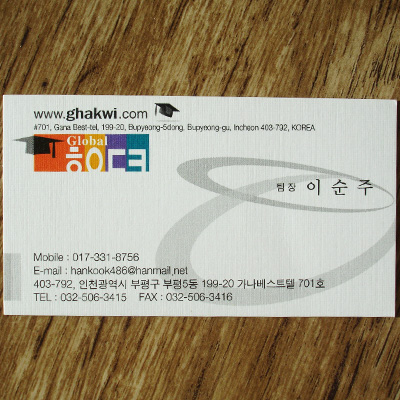 www.ghakwi.com
#701, Gana Best-tel, 199-20, Bupyeong-5dong, Bupyeong-gu, Incheon 403-792, KOREA
Global
팀장 이 순 주
Mobile : 017-331-8756
E-mail : hankook486@hanmail.net
403-792, 인천광역시 부평구 부평5동 199-20 가나베스트텔 701호
TEL : 032-506-3415 FAX : 032-506-3416